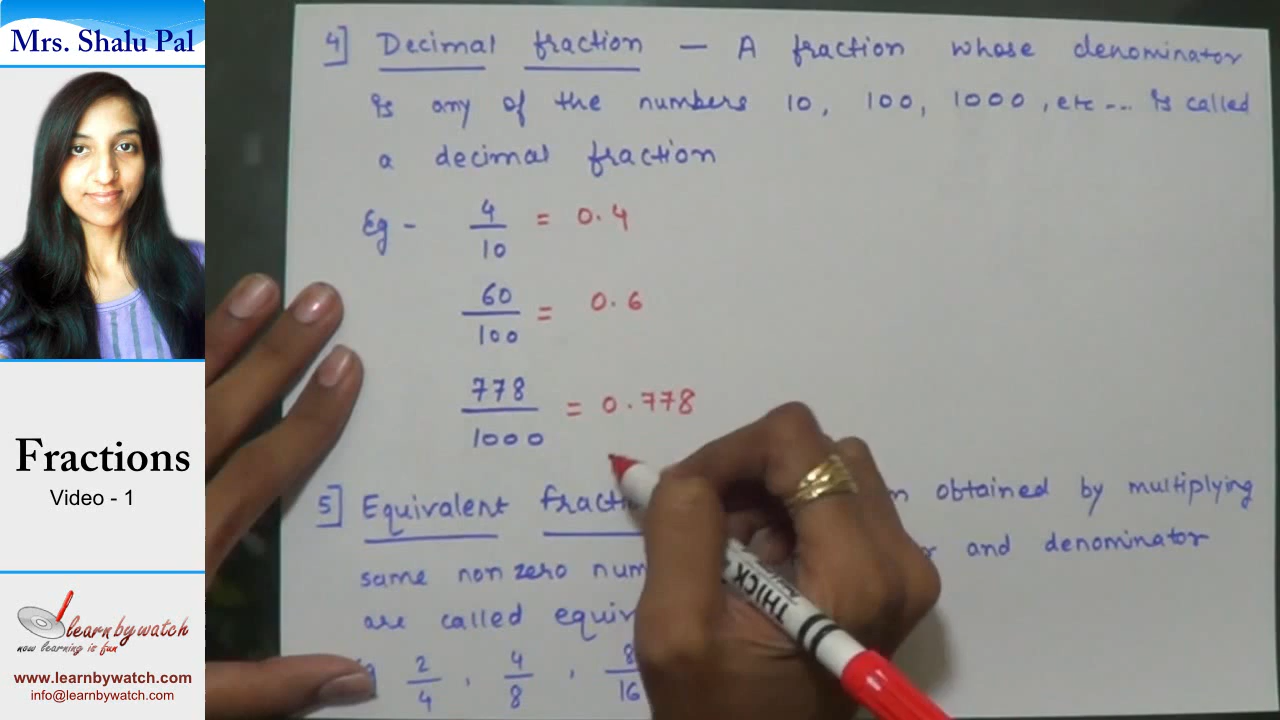 Mrs. Shalu Pal
Fractions
Video - 1
learnbywatch
now learning is fun
www.learnbywatch.com
info@learnbywatch.com
4] Decimal fraction — A fraction whose denominator
is any of the numbers 10, 100, 1000, etc--.. is called
a decimal fraction
Eg - 4/10 = 0.4
60/100 = 0.6
778/1000 = 0.778
5] Equivalent obtained by multiplying
same non zero and denominator
are called
2/4, 4/8, 8/16
THICK